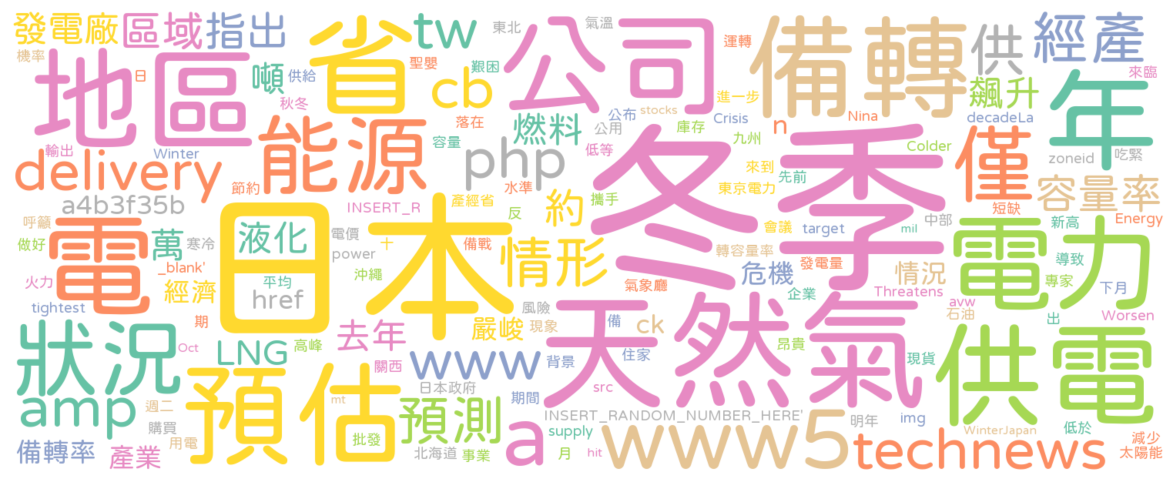 發電廠 區域 指出 省 tw 東北 氣溫 公司 運轉 備轉 供 經產
機率 日 噸 供給 聖嬰 艱困 cb 飆升 年 來臨
地區 秋冬 燃料 公布 stocks 進一步 Crisis n Nina decadeLa
輸出 Winter 能源 落在 容量 公用 庫存 九州 Colder 僅 zoneid 吃緊
delivery 節約 php 低等 冬季 來到 先前 容量率
a4b3f35b INSERT_R 產經省 水準 約 攜手 東京電力 短缺
呼籲 電 日本 電價 反 會議 target 中部 電力 新高 Energy
做好 萬 寒冷 液化 power 十 備戰 情形 轉容量率 mil 導致
_blank' 平均 沖繩 危機 發電量 情況 專家
火力 經濟 href 風險 氣象廳 企業 Threatens avw 下月
tightest 期 嚴峻 現象 備 ck 石油 出 Worsen
狀況 Oct LNG 高峰 去年 www 背景 住家 天然氣 昂貴 現貨 供電
關西 src
amp 週二 預估 mt 日本政府 預測 期間 INSERT_RANDOM_NUMBER_HERE' 明年 img WinterJapan 低於
購買 批發 a supply www5 technews 減少
備轉率 產業 用電 北海道 事業 月 hit 太陽能